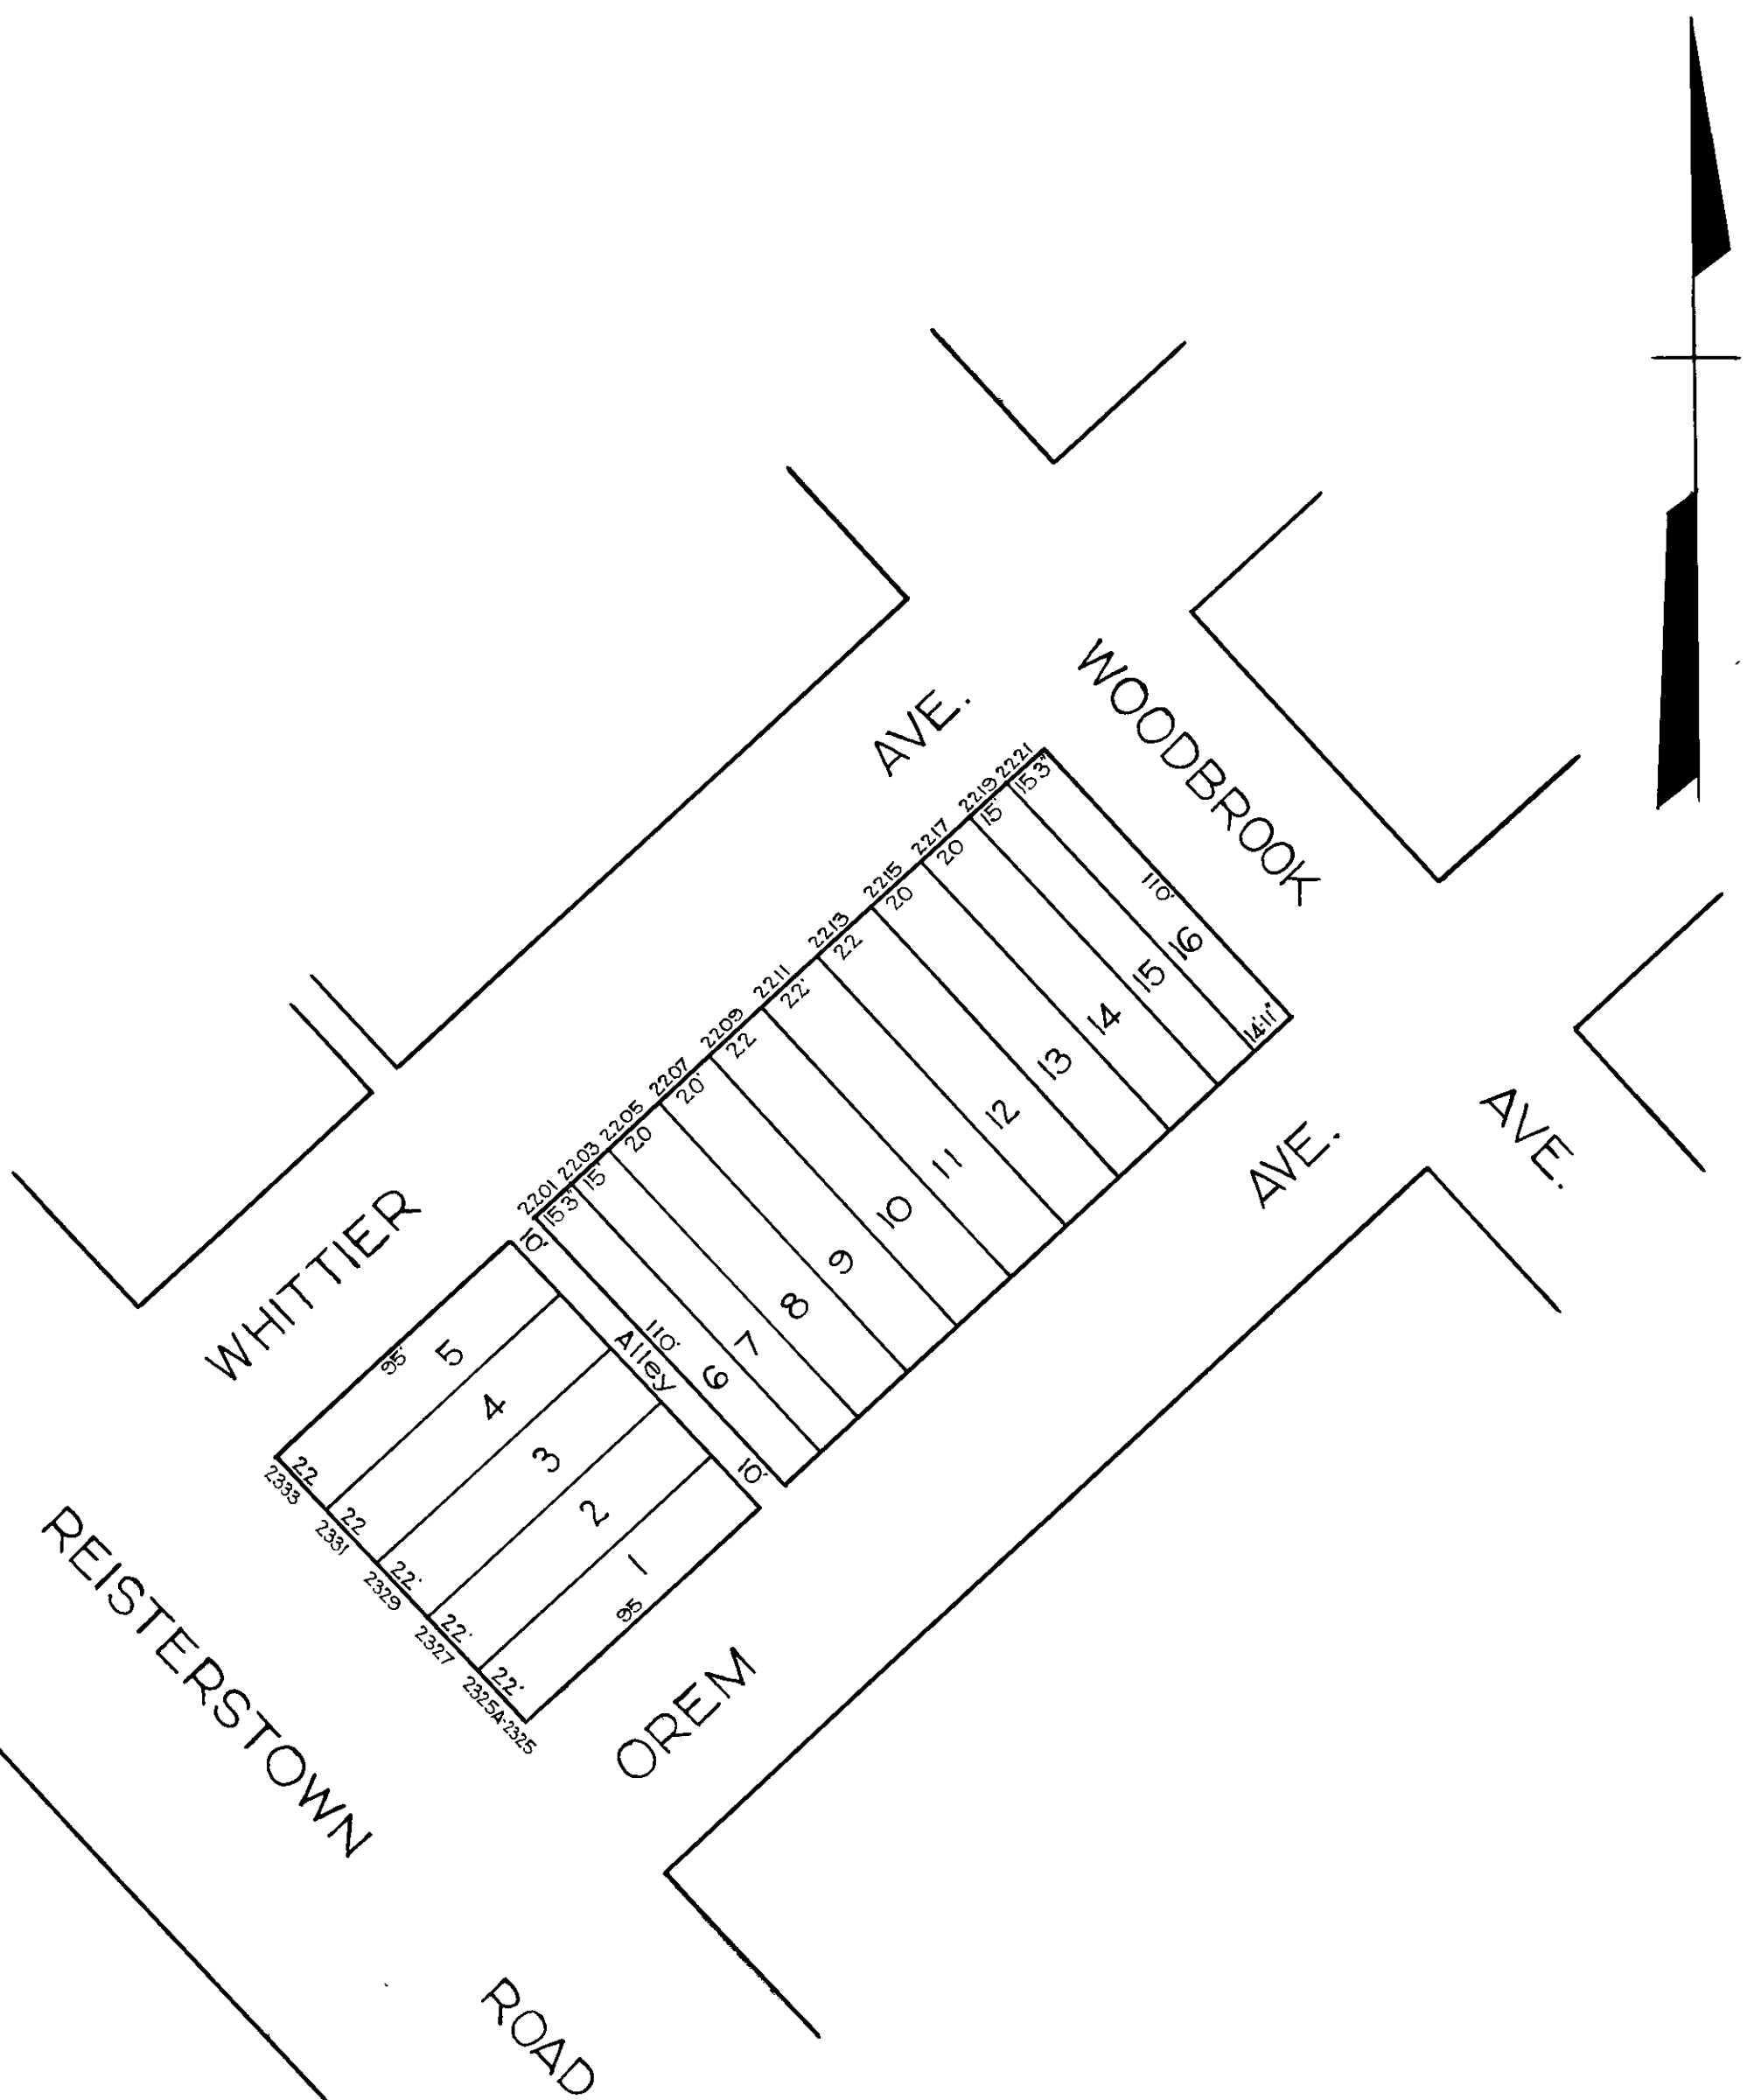 WHITTIER AVE.
WOODBROOK AVE.
2201 2203 2205 2207 2209 2211 2213 2215 2217 2219 2221
15'3" 15' 20 20' 22 22' 22 20 20 15' 15'3"
10'
110'
Alley
110'
6 7 8 9 10 11 12 13 14 15 16
14'11"
10'
95'
5
4
3
2
1
95'
22 22 22' 22' 22'
2333 2331 2329 2327 2325A-2325
REISTERSTOWN ROAD
OREM AVE.